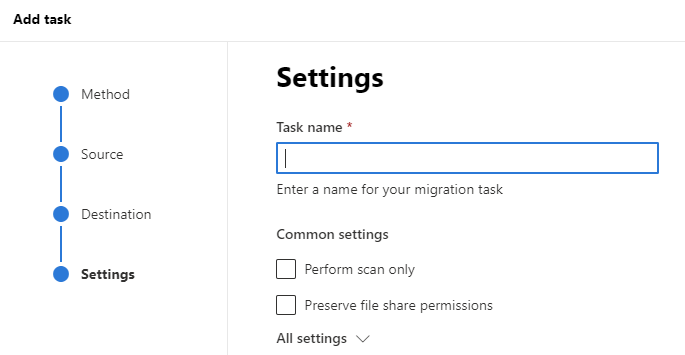 Add task
Method
Source
Destination
Settings
Settings
Task name *
Enter a name for your migration task
Common settings
Perform scan only
Preserve file share permissions
All settings